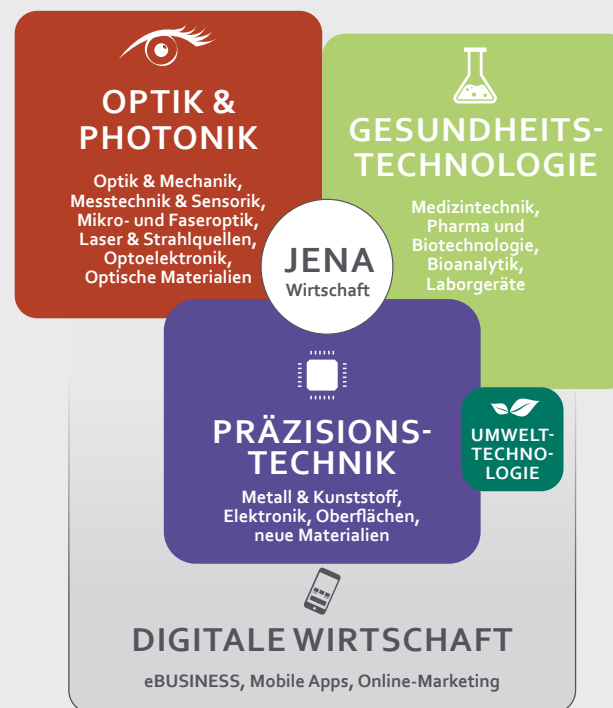 OPTIK &
PHOTONIK
Optik & Mechanik,
Messtechnik & Sensorik,
Mikro- und Faseroptik,
Laser & Strahlquellen,
Optoelektronik,
Optische Materialien
GESUNDHEITS-
TECHNOLOGIE
Medizintechnik,
Pharma und
Biotechnologie,
Bioanalytik,
Laborgeräte
JENA
Wirtschaft
PRÄZISIONS-
TECHNIK
Metall & Kunststoff,
Elektronik, Oberflächen,
neue Materialien
UMWELT-
TECHNO-
LOGIE
DIGITALE WIRTSCHAFT
eBUSINESS, Mobile Apps, Online-Marketing